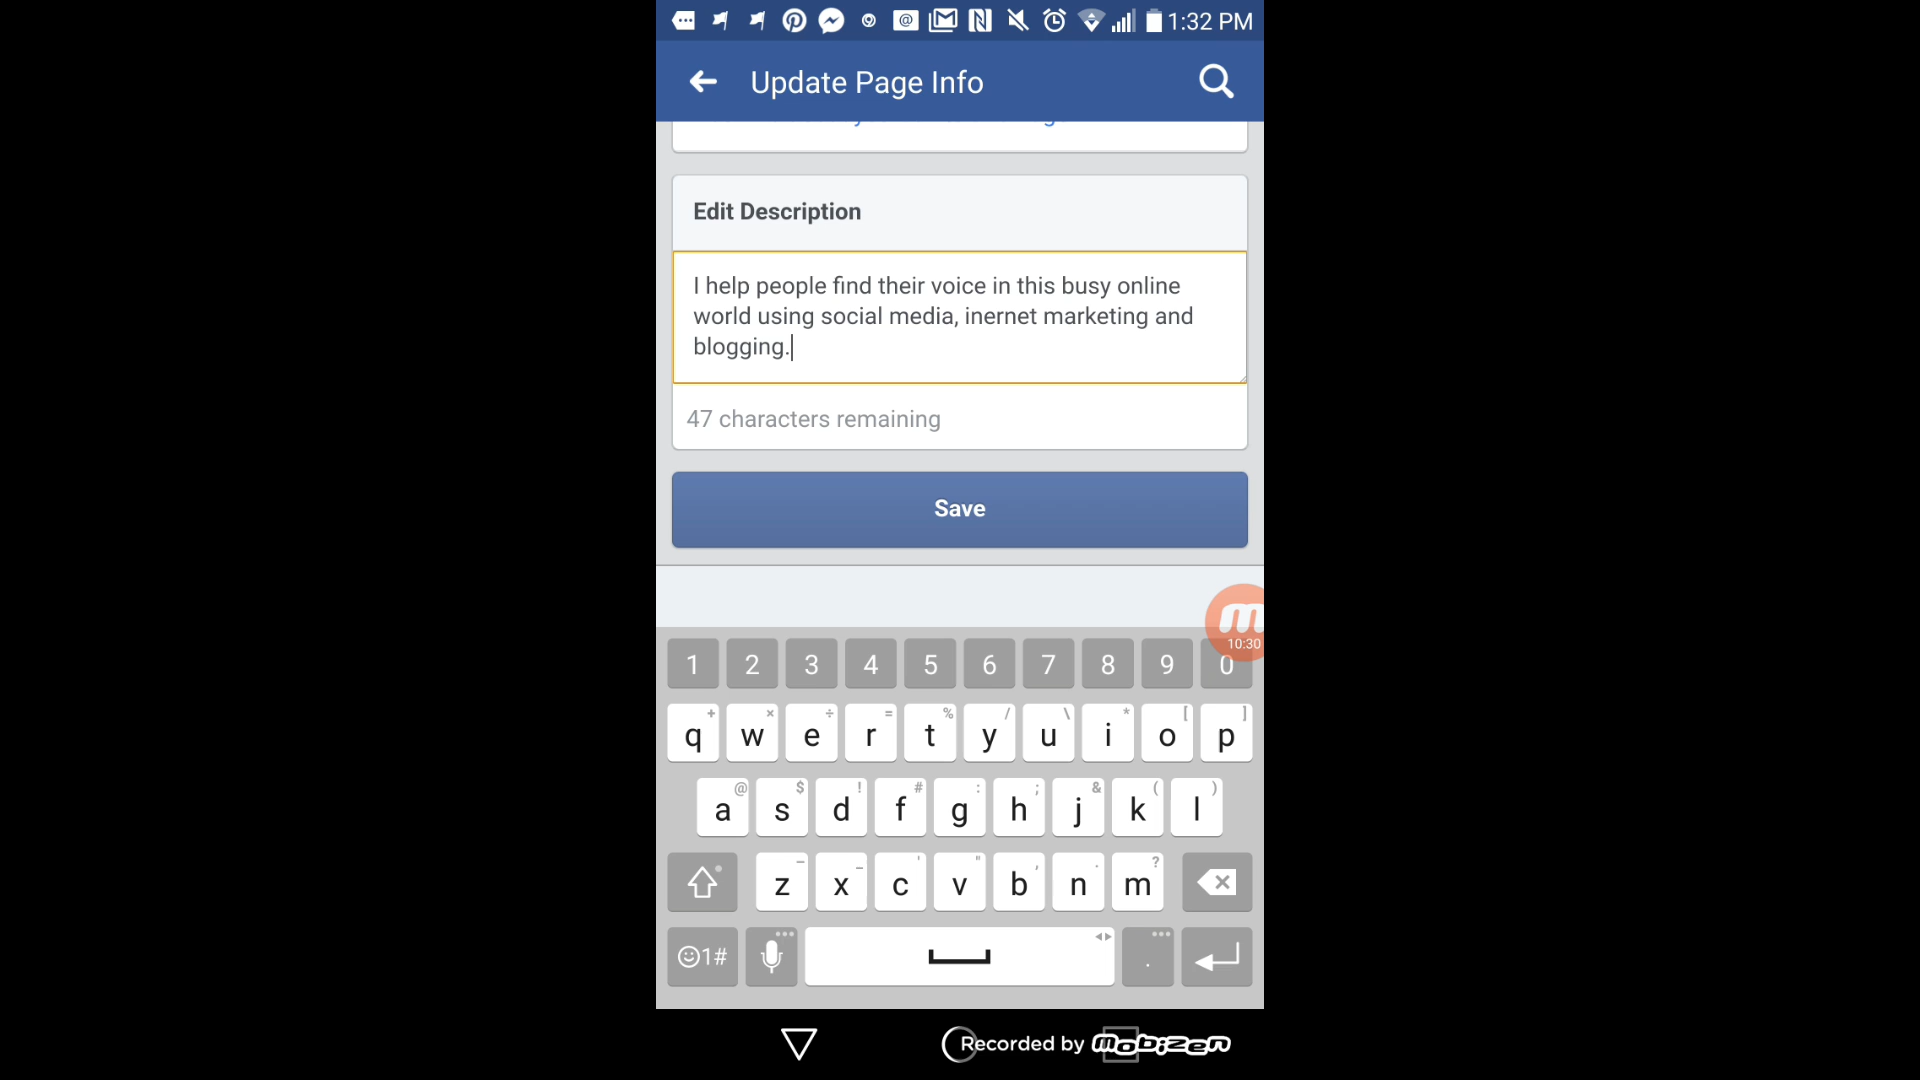 1:32 PM
Update Page Info
Edit Description
I help people find their voice in this busy online
world using social media, inernet marketing and
blogging.
47 characters remaining
Save
10:30
1 2 3 4 5 6 7 8 9 0
+ × ÷ = % / \ * [ ]
q w e r t y u i o p
@ $ ! # : ; & ( )
a s d f g h j k l
z x c v b n m ?
1# .
Recorded by Mobizen